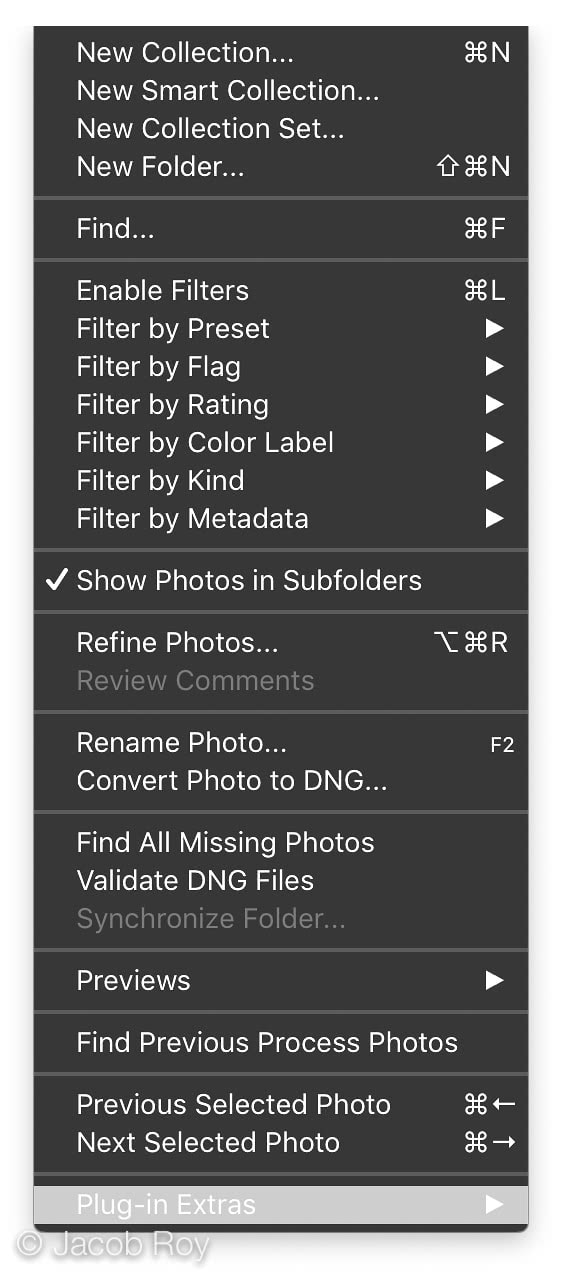 New Collection... ⌘N
New Smart Collection...
New Collection Set...
New Folder... ⇧⌘N
Find... ⌘F
Enable Filters ⌘L
Filter by Preset ▶
Filter by Flag ▶
Filter by Rating ▶
Filter by Color Label ▶
Filter by Kind ▶
Filter by Metadata ▶
✓ Show Photos in Subfolders
Refine Photos... ⌥⌘R
Review Comments
Rename Photo... F2
Convert Photo to DNG...
Find All Missing Photos
Validate DNG Files
Synchronize Folder...
Previews ▶
Find Previous Process Photos
Previous Selected Photo ⌘←
Next Selected Photo ⌘→
Plug-in Extras ▶
© Jacob Roy